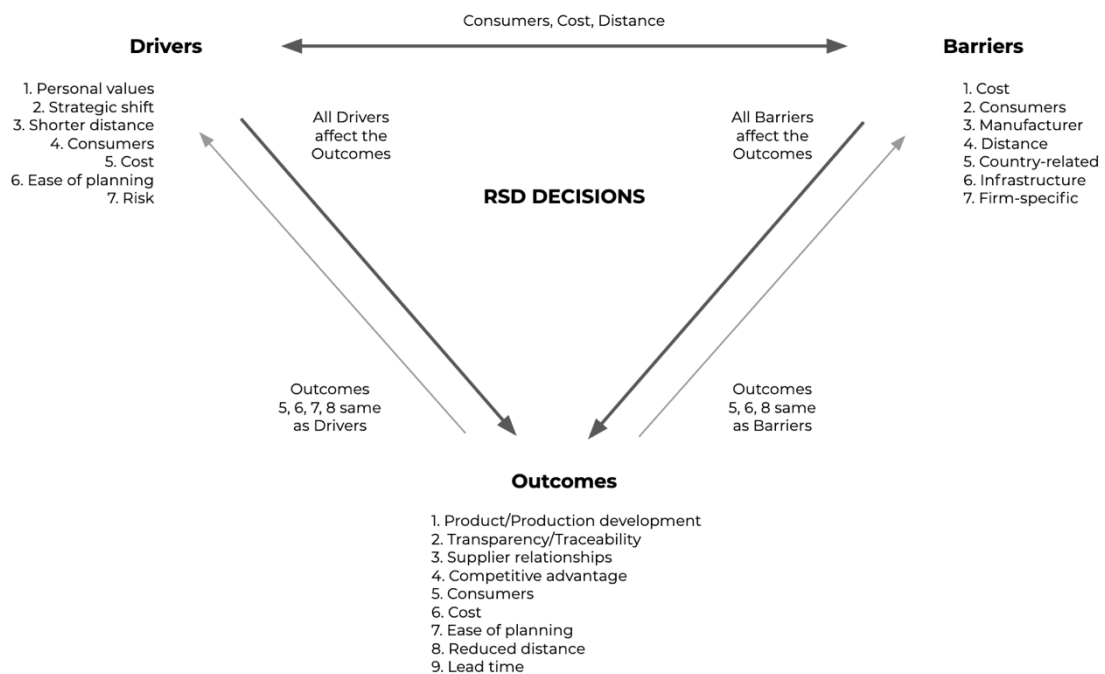 Consumers, Cost, Distance
Drivers
Barriers
1. Personal values
2. Strategic shift
3. Shorter distance
4. Consumers
5. Cost
6. Ease of planning
7. Risk
All Drivers
affect the
Outcomes
All Barriers
affect the
Outcomes
1. Cost
2. Consumers
3. Manufacturer
4. Distance
5. Country-related
6. Infrastructure
7. Firm-specific
RSD DECISIONS
Outcomes
5, 6, 7, 8 same
as Drivers
Outcomes
5, 6, 8 same
as Barriers
Outcomes
1. Product/Production development
2. Transparency/Traceability
3. Supplier relationships
4. Competitive advantage
5. Consumers
6. Cost
7. Ease of planning
8. Reduced distance
9. Lead time